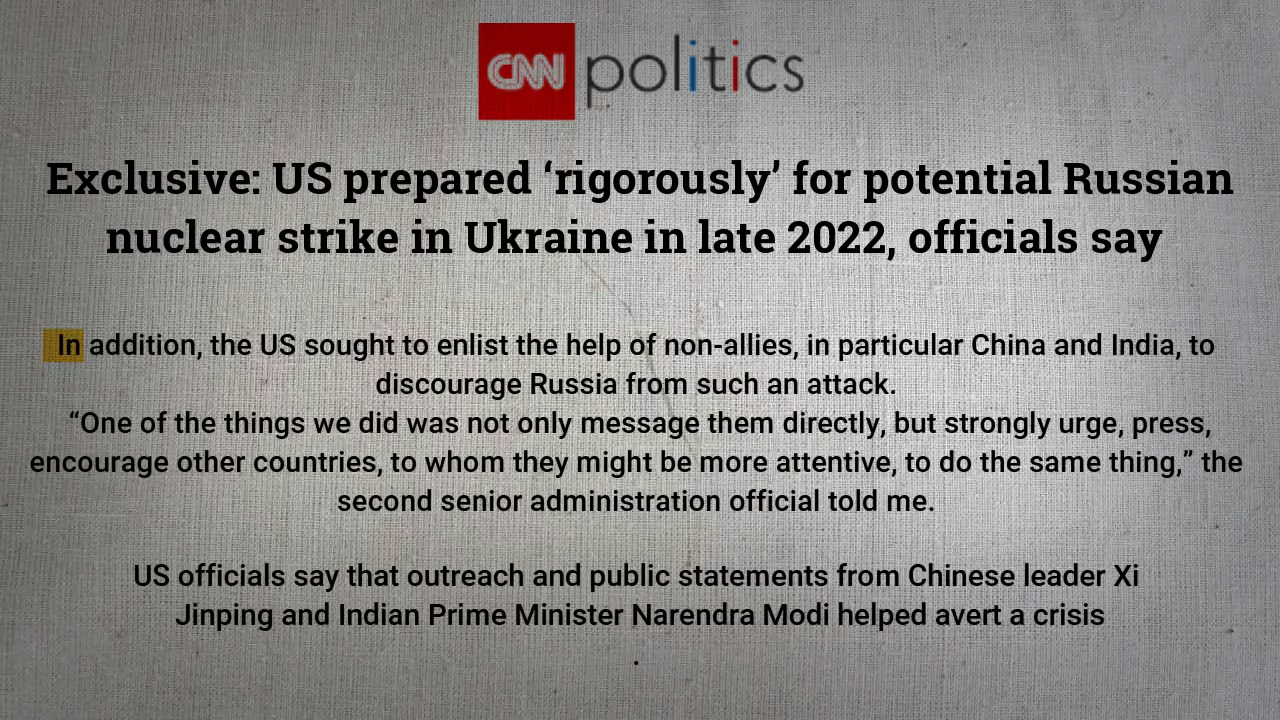 CNN politics
Exclusive: US prepared ‘rigorously’ for potential Russian
nuclear strike in Ukraine in late 2022, officials say
In addition, the US sought to enlist the help of non-allies, in particular China and India, to
discourage Russia from such an attack.
“One of the things we did was not only message them directly, but strongly urge, press,
encourage other countries, to whom they might be more attentive, to do the same thing,” the
second senior administration official told me.
US officials say that outreach and public statements from Chinese leader Xi
Jinping and Indian Prime Minister Narendra Modi helped avert a crisis
.